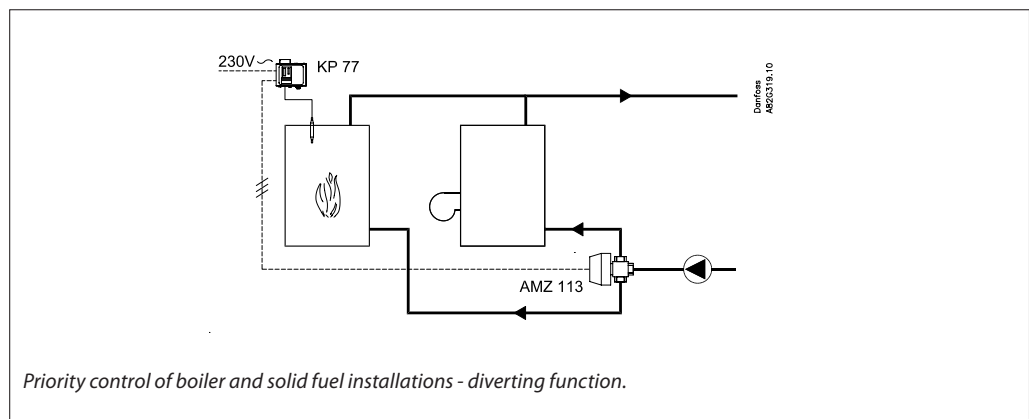 230V~
KP 77
Danfoss
A82G319.10
AMZ 113
Priority control of boiler and solid fuel installations - diverting function.